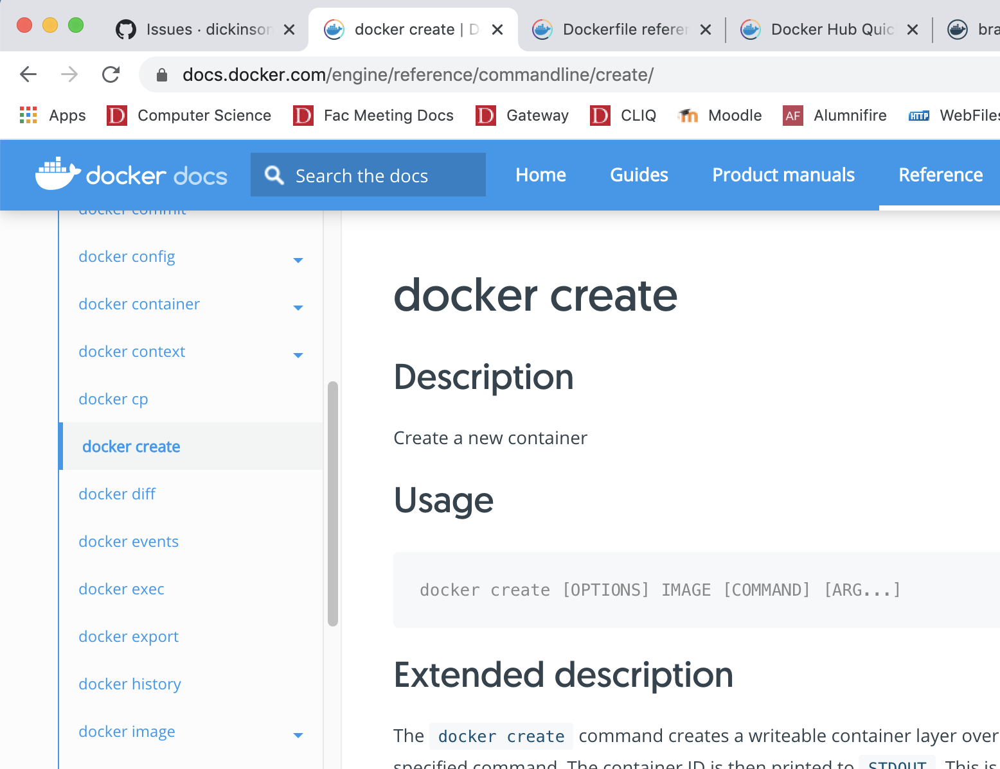 Issues · dickinson
docker create | D
Dockerfile refere
Docker Hub Quic
bra
docs.docker.com/engine/reference/commandline/create/
Apps
D Computer Science
D Fac Meeting Docs
D Gateway
D CLIQ
Moodle
AF Alumnifire
HTTP WebFiles
docker docs
Search the docs
Home
Guides
Product manuals
Reference
docker commit
docker config
docker container
docker context
docker cp
docker create
docker diff
docker events
docker exec
docker export
docker history
docker image
docker create
Description
Create a new container
Usage
docker create [OPTIONS] IMAGE [COMMAND] [ARG...]
Extended description
The docker create command creates a writeable container layer over
specified command. The container ID is then printed to STDOUT. This is